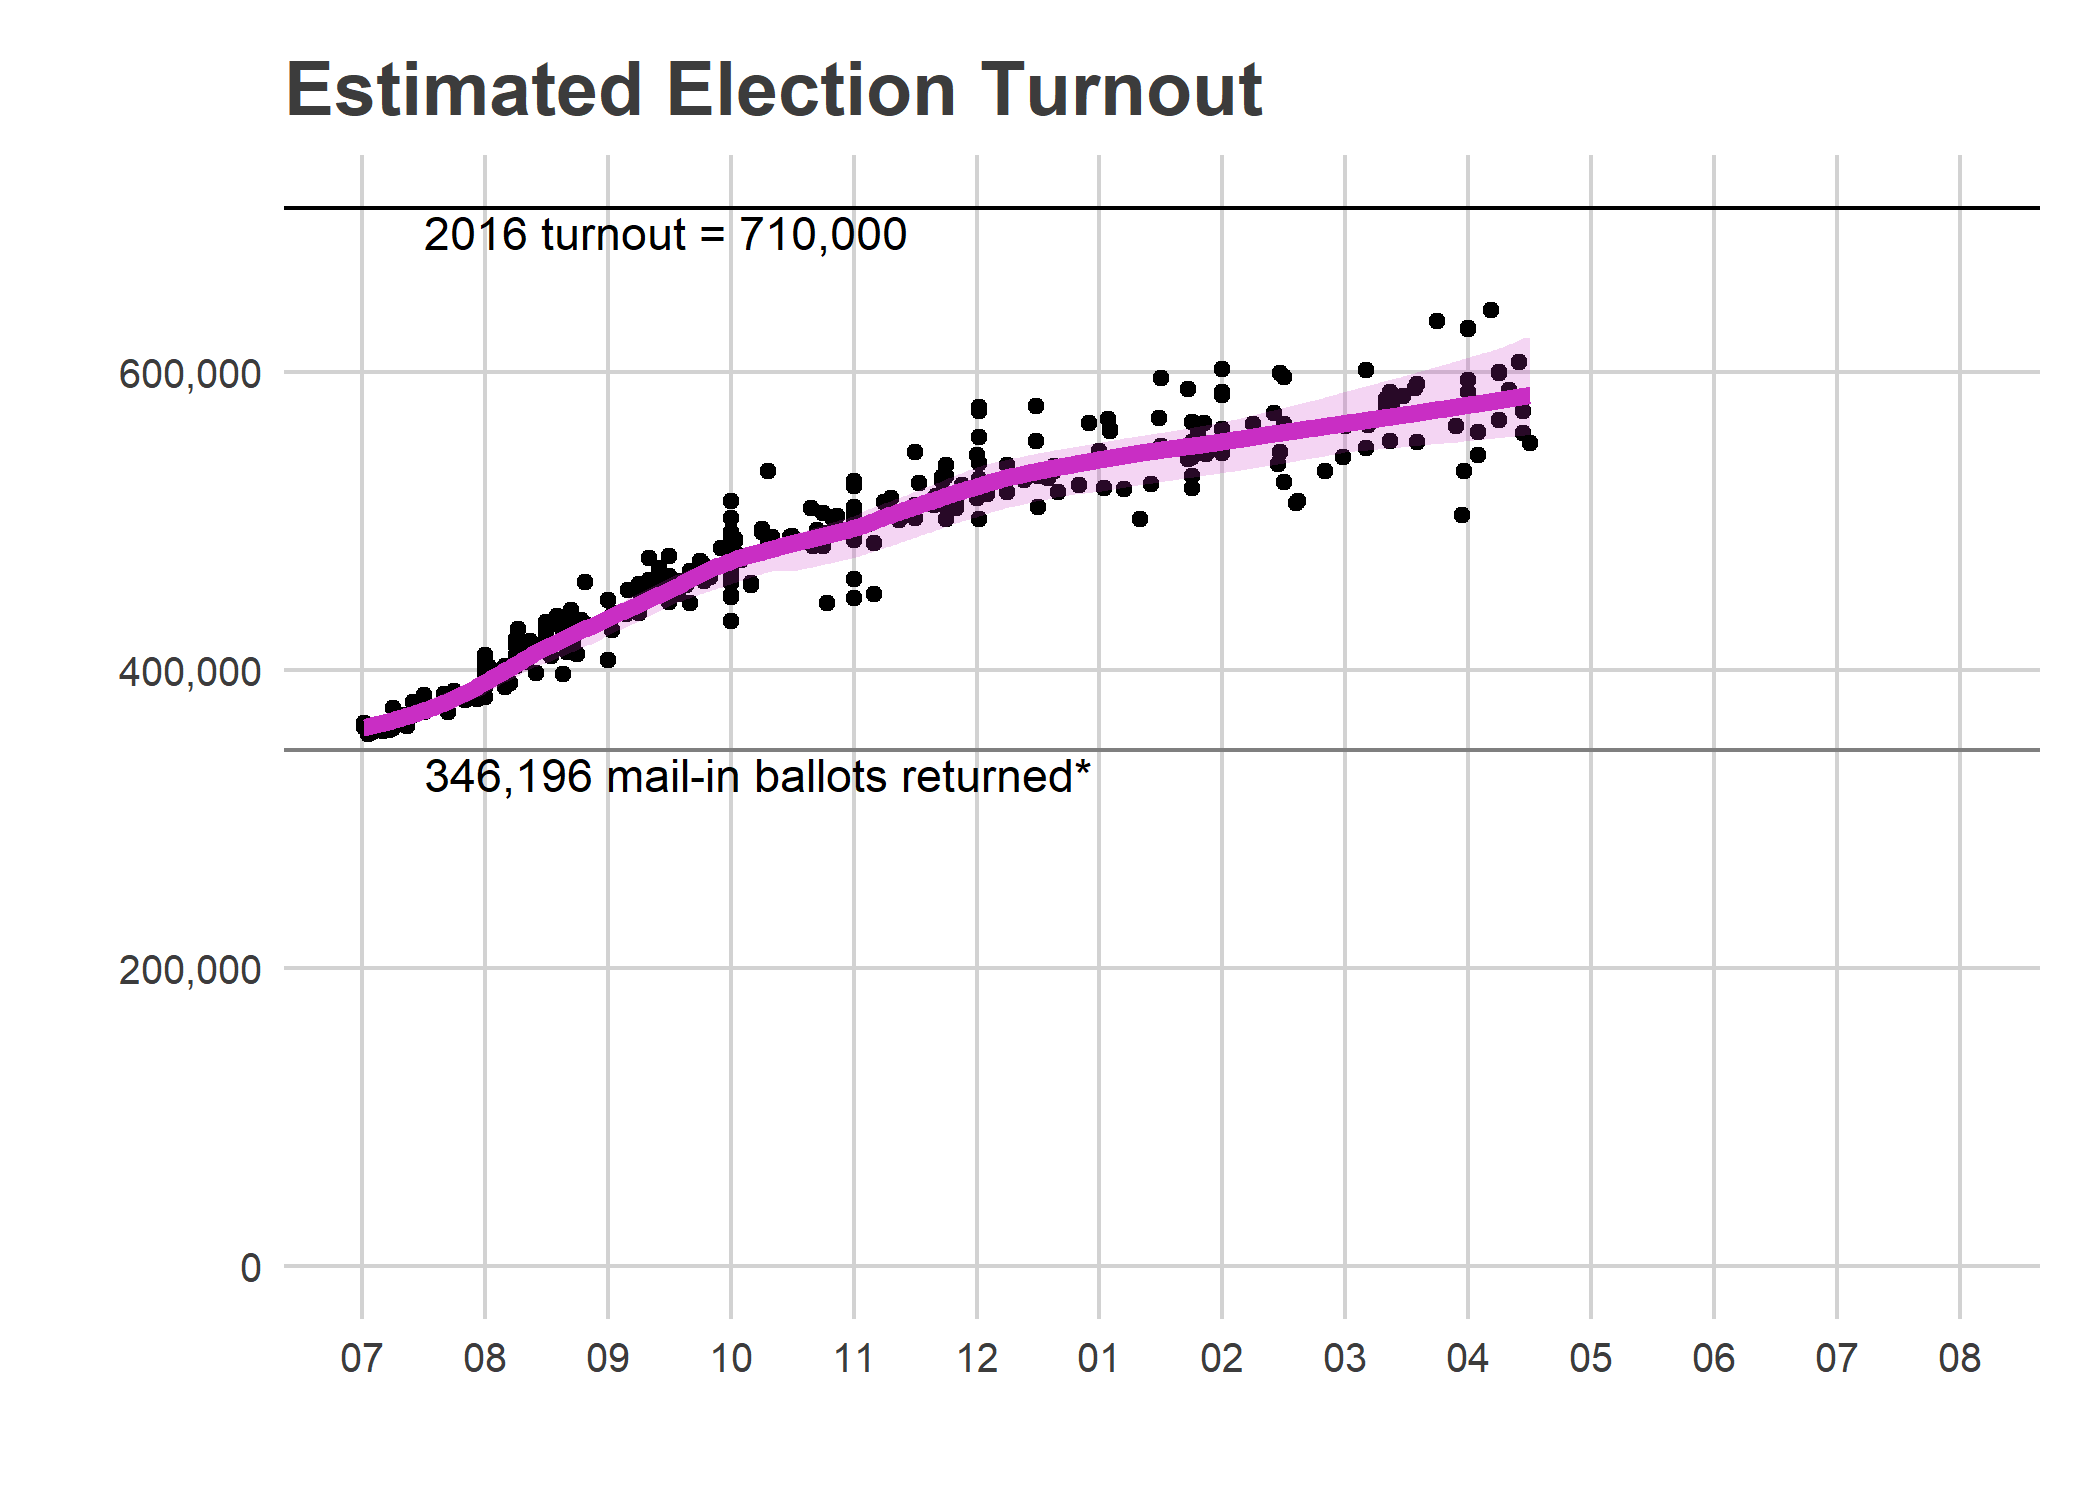 Estimated Election Turnout
2016 turnout = 710,000
600,000
400,000
346,196 mail-in ballots returned*
200,000
0
07 08 09 10 11 12 01 02 03 04 05 06 07 08